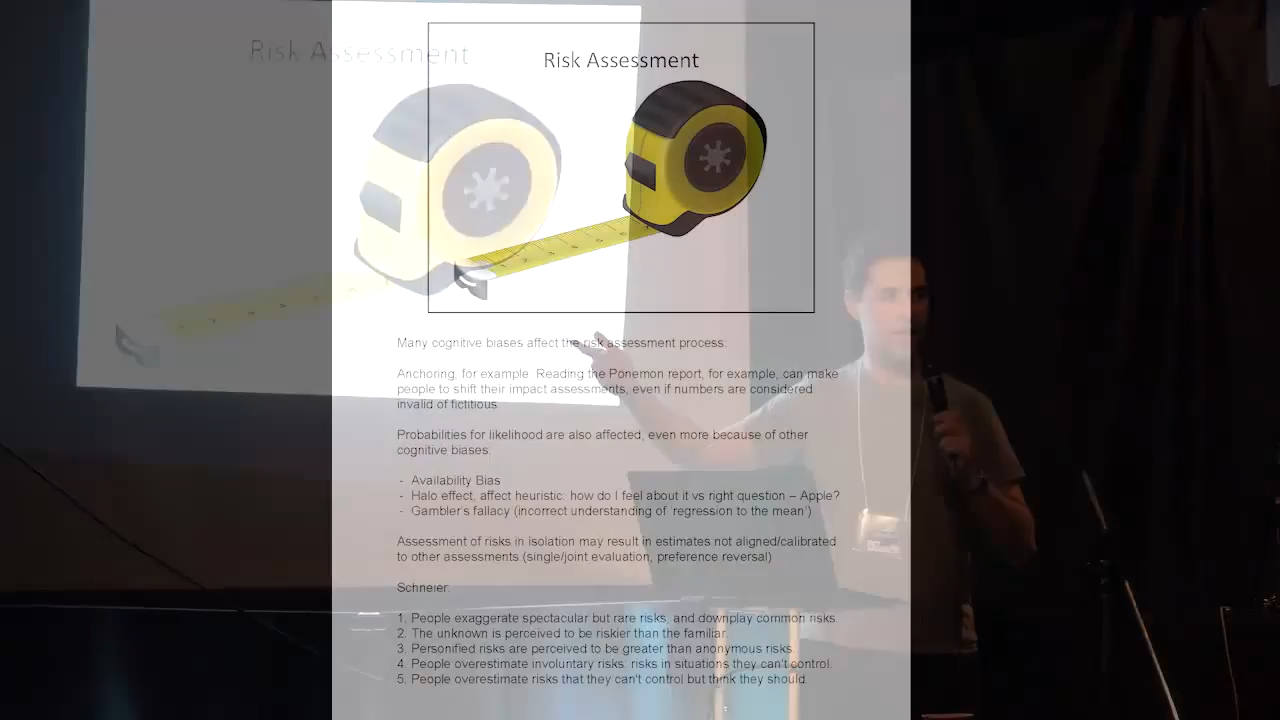 Risk Assessment
Risk Assessment
Many cognitive biases affect the risk assessment process:
Anchoring, for example. Reading the Ponemon report, for example, can make
people to shift their impact assessments, even if numbers are considered
invalid of fictitious.
Probabilities for likelihood are also affected, even more because of other
cognitive biases:
- Availability Bias
- Halo effect, affect heuristic: how do I feel about it vs right question – Apple?
- Gambler's fallacy (incorrect understanding of 'regression to the mean')
Assessment of risks in isolation may result in estimates not aligned/calibrated
to other assessments (single/joint evaluation, preference reversal)
Schneier:
1. People exaggerate spectacular but rare risks, and downplay common risks.
2. The unknown is perceived to be riskier than the familiar.
3. Personified risks are perceived to be greater than anonymous risks.
4. People overestimate involuntary risks: risks in situations they can't control.
5. People overestimate risks that they can't control but think they should.